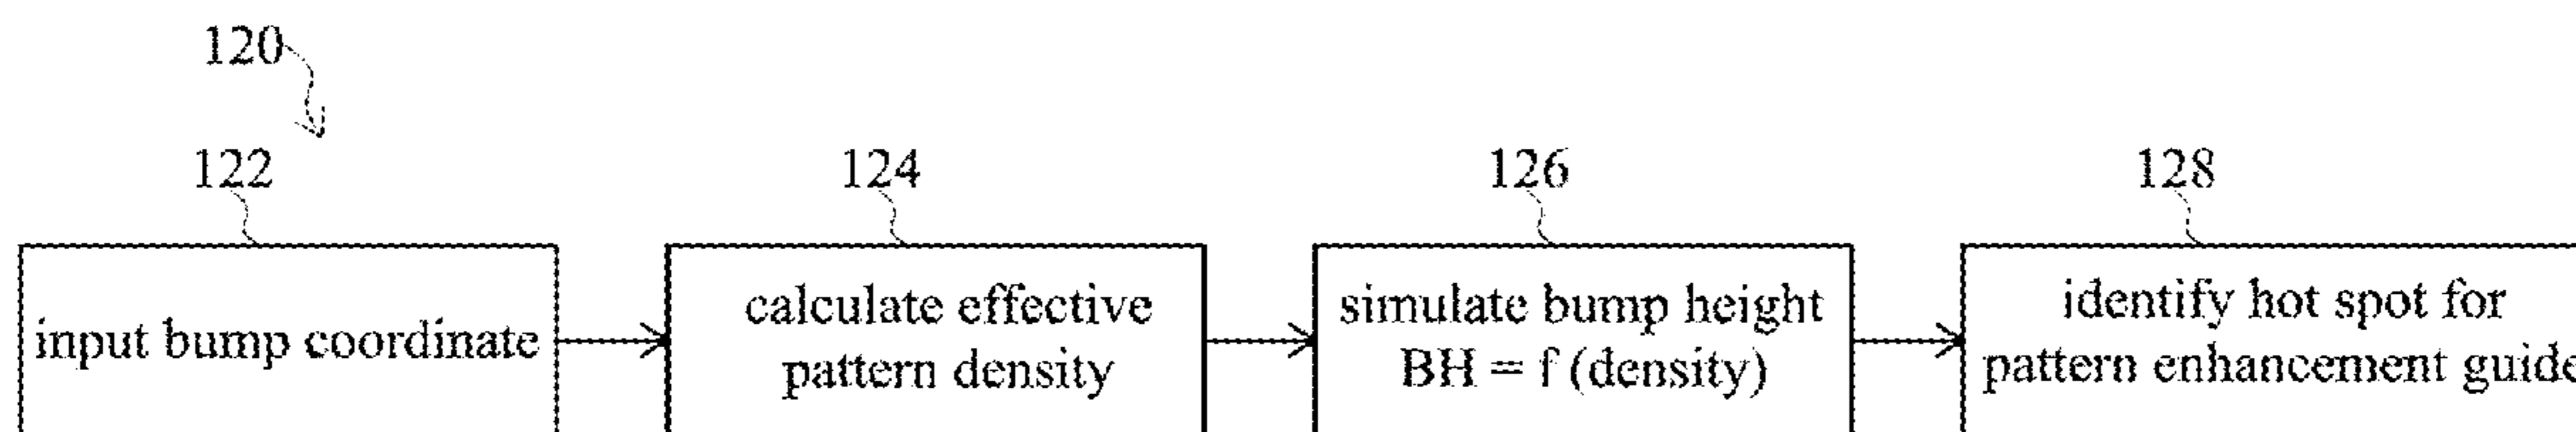 120
122
124
126
128
input bump coordinate
calculate effective
pattern density
simulate bump height
BH = f (density)
identify hot spot for
pattern enhancement guide